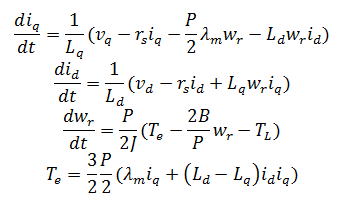 di_q/dt = 1/L_q (v_q − r_s i_q − P/2 λ_m w_r − L_d w_r i_d)
di_d/dt = 1/L_d (v_d − r_s i_d + L_q w_r i_q)
dw_r/dt = P/2J (T_e − 2B/P w_r − T_L)
T_e = 3/2 P/2 (λ_m i_q + (L_d − L_q) i_d i_q)